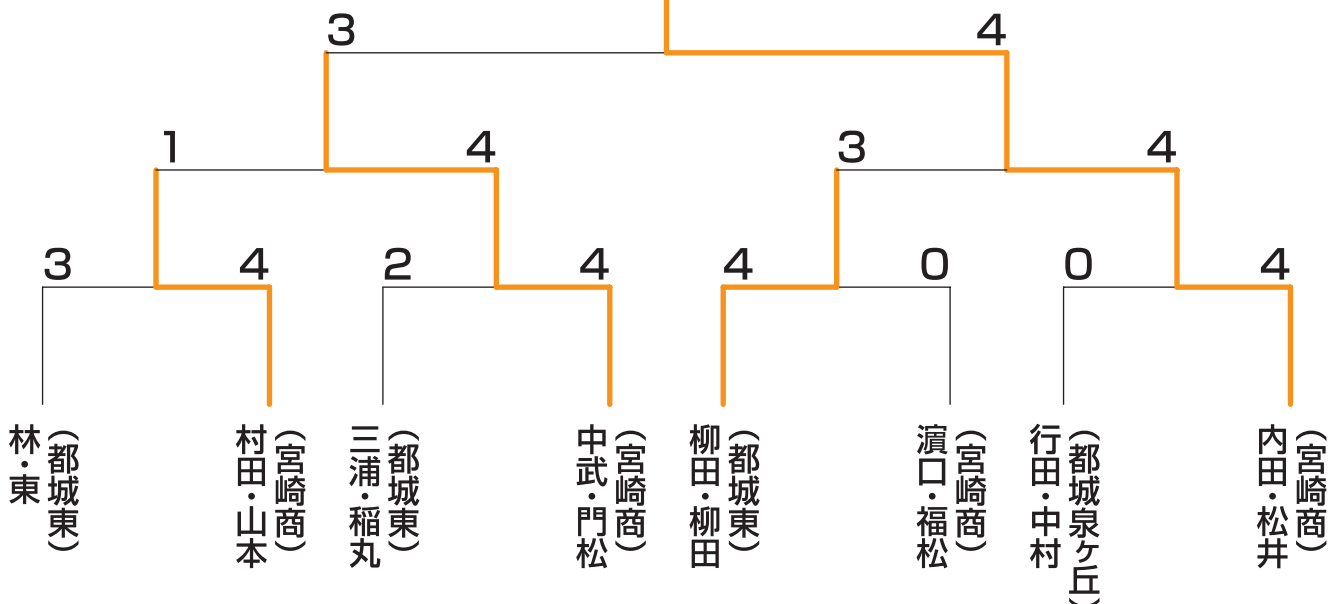 3 4
1 4 3 4
3 4 2 4 4 0 0 4
林・東
（都城東）
村田・山本
（宮崎商）
三浦・稲丸
（都城東）
中武・門松
（宮崎商）
柳田・柳田
（都城東）
濵口・福松
（宮崎商）
行田・中村
（都城泉ヶ丘）
内田・松井
（宮崎商）